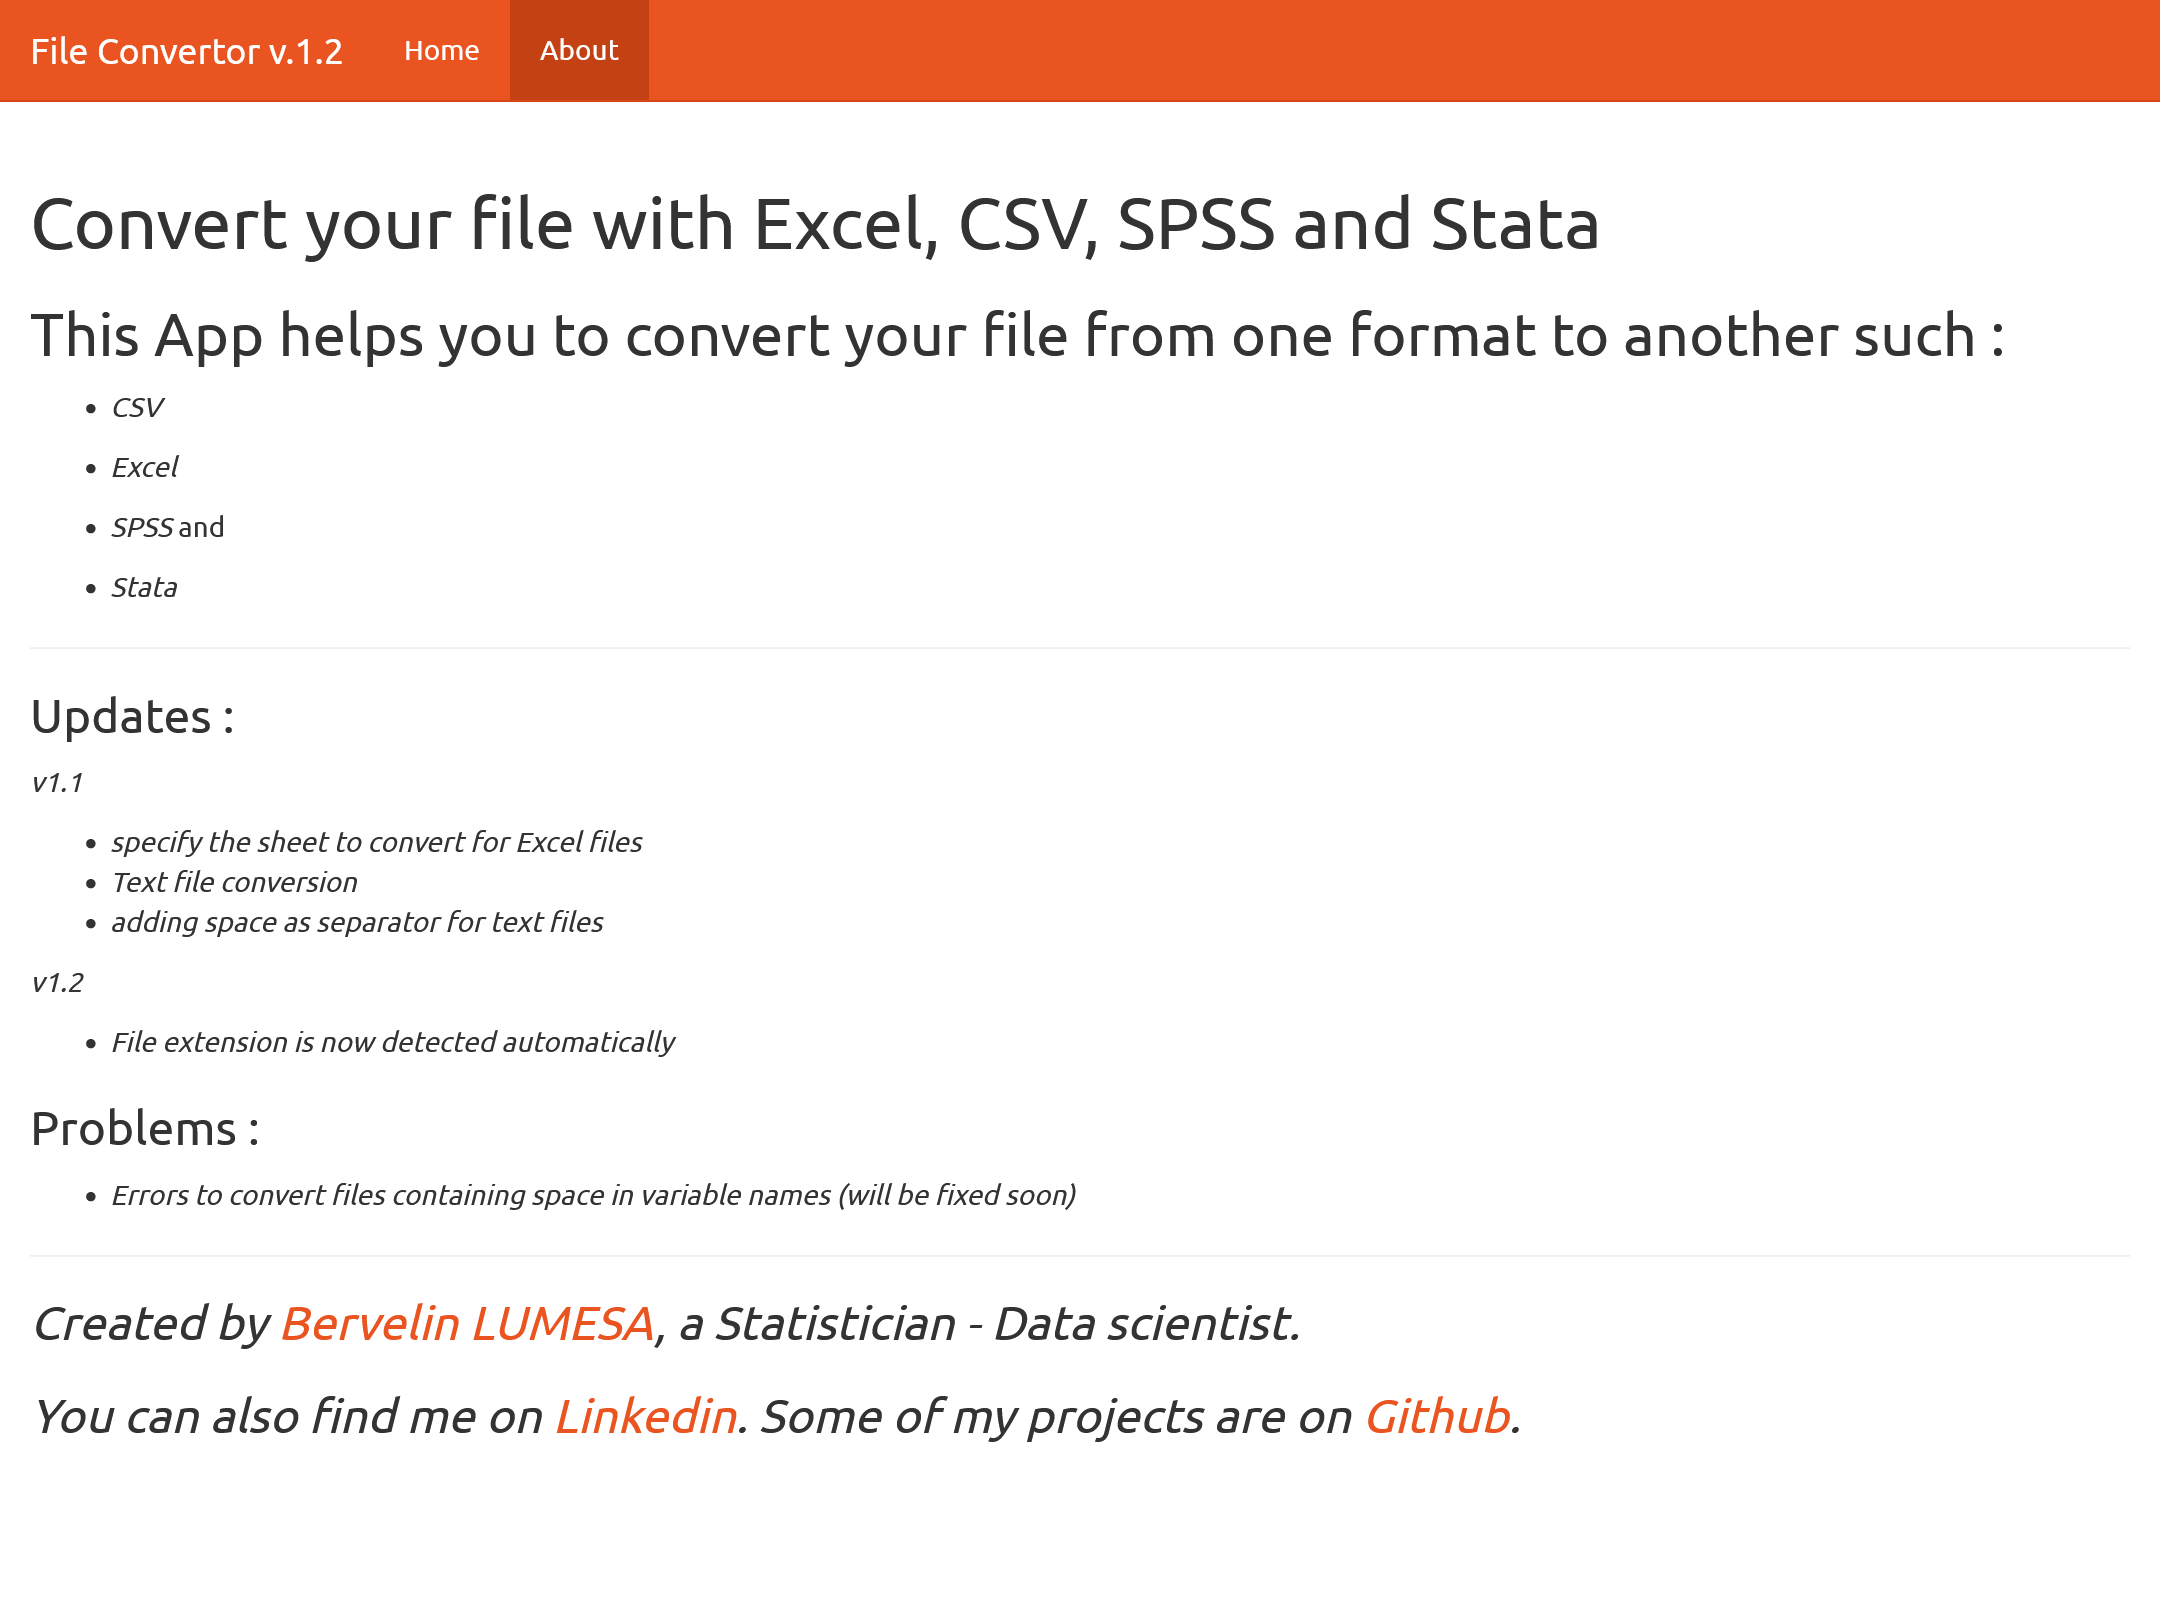 File Convertor v.1.2 Home About
Convert your file with Excel, CSV, SPSS and Stata
This App helps you to convert your file from one format to another such :
• CSV
• Excel
• SPSS and
• Stata
Updates :
v1.1
• specify the sheet to convert for Excel files
• Text file conversion
• adding space as separator for text files
v1.2
• File extension is now detected automatically
Problems :
• Errors to convert files containing space in variable names (will be fixed soon)
Created by Bervelin LUMESA, a Statistician - Data scientist.
You can also find me on Linkedin. Some of my projects are on Github.